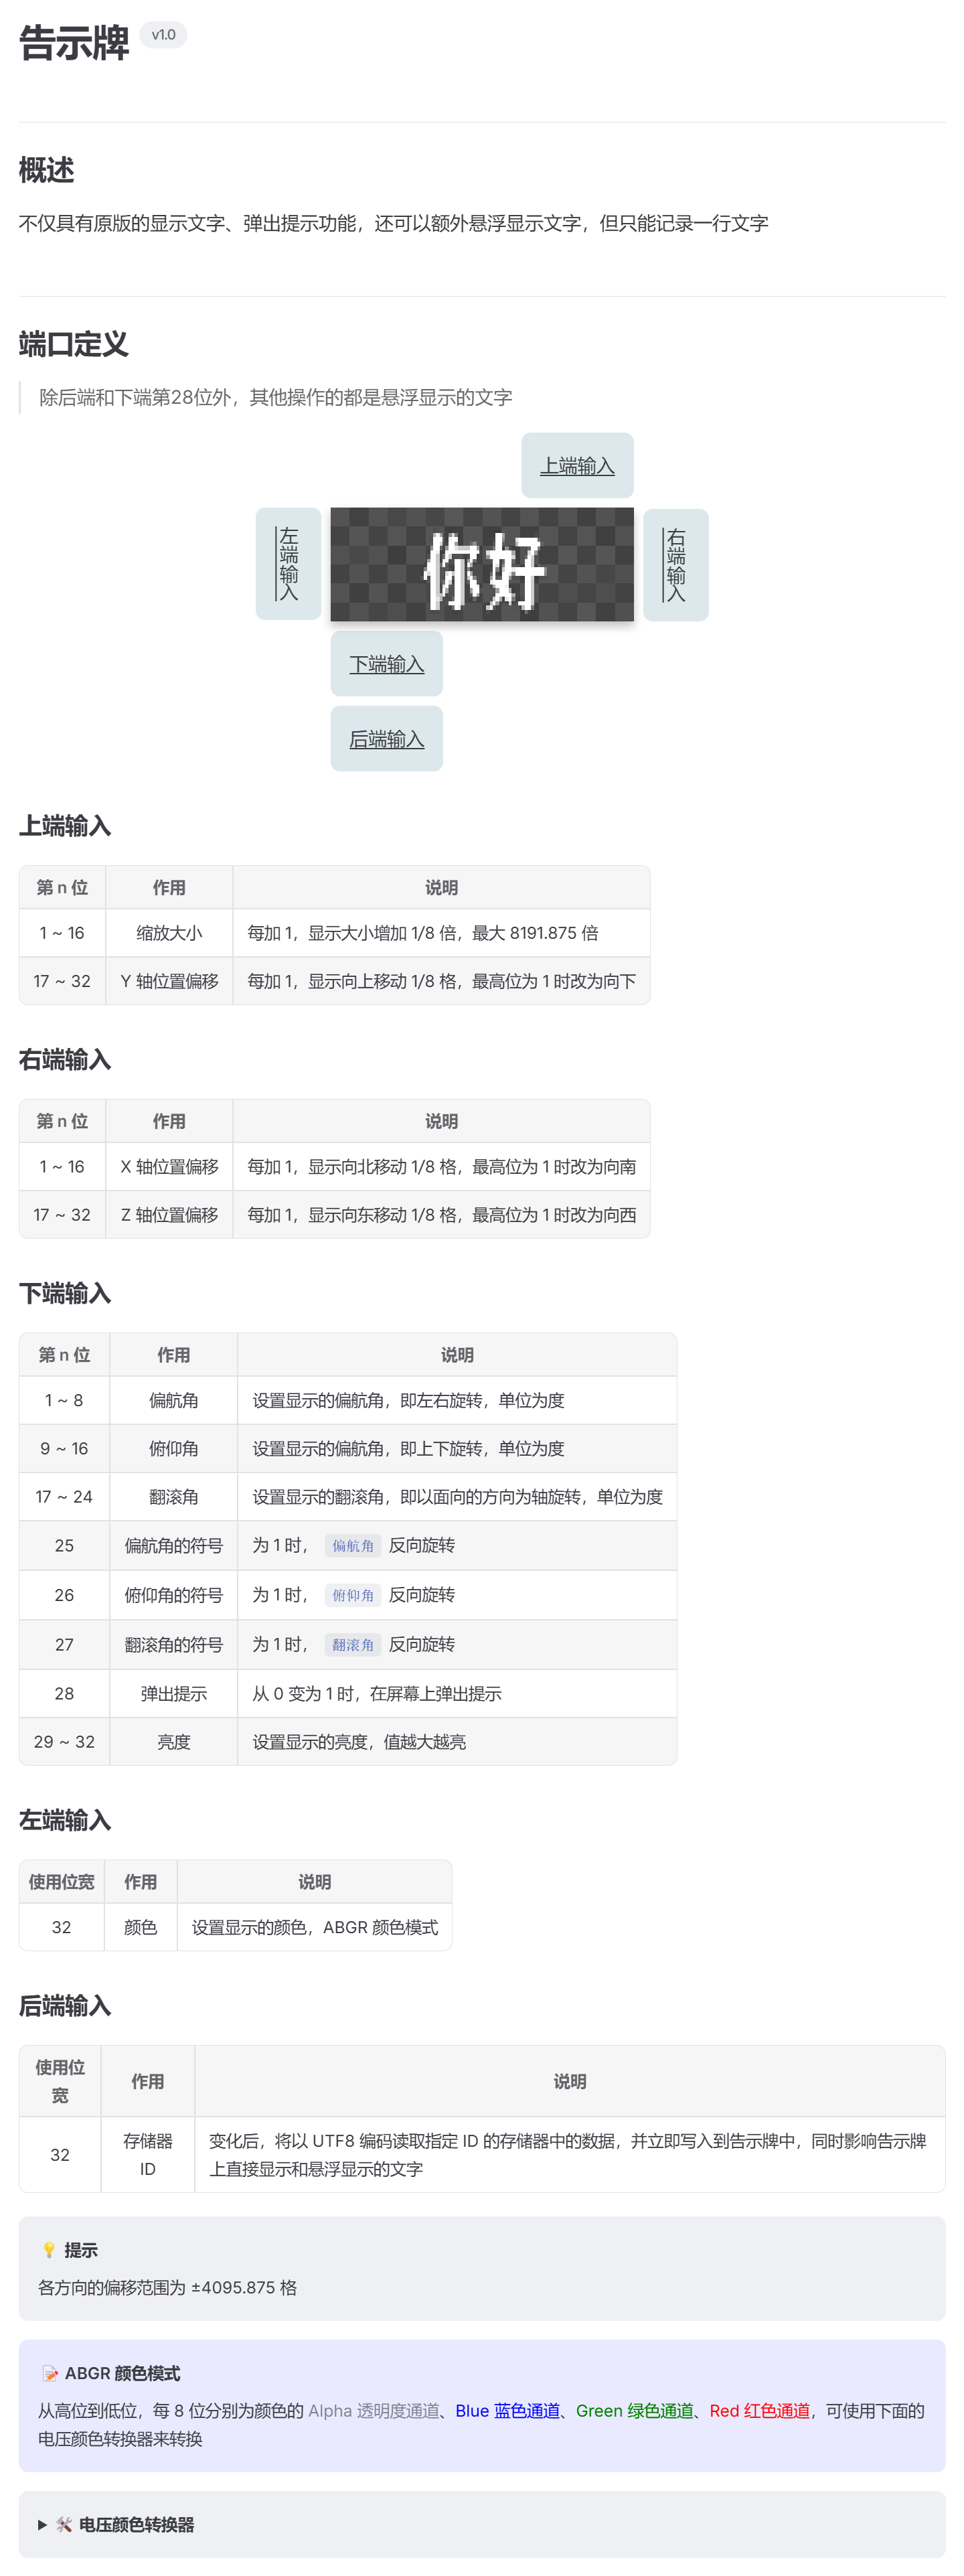 告示牌 v1.0
概述
不仅具有原版的显示文字、弹出提示功能，还可以额外悬浮显示文字，但只能记录一行文字
端口定义
除后端和下端第28位外，其他操作的都是悬浮显示的文字
上端输入
左端输入
你好
右端输入
下端输入
后端输入
上端输入
第 n 位 作用 说明
1 ~ 16 缩放大小 每加 1，显示大小增加 1/8 倍，最大 8191.875 倍
17 ~ 32 Y 轴位置偏移 每加 1，显示向上移动 1/8 格，最高位为 1 时改为向下
右端输入
第 n 位 作用 说明
1 ~ 16 X 轴位置偏移 每加 1，显示向北移动 1/8 格，最高位为 1 时改为向南
17 ~ 32 Z 轴位置偏移 每加 1，显示向东移动 1/8 格，最高位为 1 时改为向西
下端输入
第 n 位 作用 说明
1 ~ 8 偏航角 设置显示的偏航角，即左右旋转，单位为度
9 ~ 16 俯仰角 设置显示的偏航角，即上下旋转，单位为度
17 ~ 24 翻滚角 设置显示的翻滚角，即以面向的方向为轴旋转，单位为度
25 偏航角的符号 为 1 时， 偏航角 反向旋转
26 俯仰角的符号 为 1 时， 俯仰角 反向旋转
27 翻滚角的符号 为 1 时， 翻滚角 反向旋转
28 弹出提示 从 0 变为 1 时，在屏幕上弹出提示
29 ~ 32 亮度 设置显示的亮度，值越大越亮
左端输入
使用位宽 作用 说明
32 颜色 设置显示的颜色，ABGR 颜色模式
后端输入
使用位宽 作用 说明
32 存储器 ID 变化后，将以 UTF8 编码读取指定 ID 的存储器中的数据，并立即写入到告示牌中，同时影响告示牌
上直接显示和悬浮显示的文字
💡 提示
各方向的偏移范围为 ±4095.875 格
📝 ABGR 颜色模式
从高位到低位，每 8 位分别为颜色的 Alpha 透明度通道、Blue 蓝色通道、Green 绿色通道、Red 红色通道，可使用下面的
电压颜色转换器来转换
▶ 🛠️ 电压颜色转换器